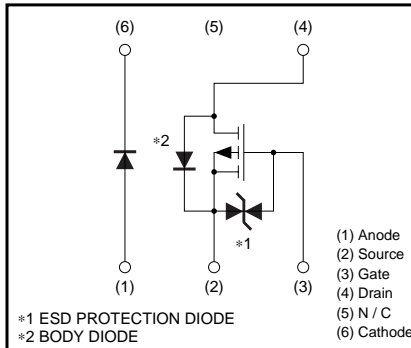 (6) (5) (4)
∗2
∗1
(1) (2) (3)
(1) Anode
(2) Source
(3) Gate
(4) Drain
(5) N / C
(6) Cathode
∗1 ESD PROTECTION DIODE
∗2 BODY DIODE